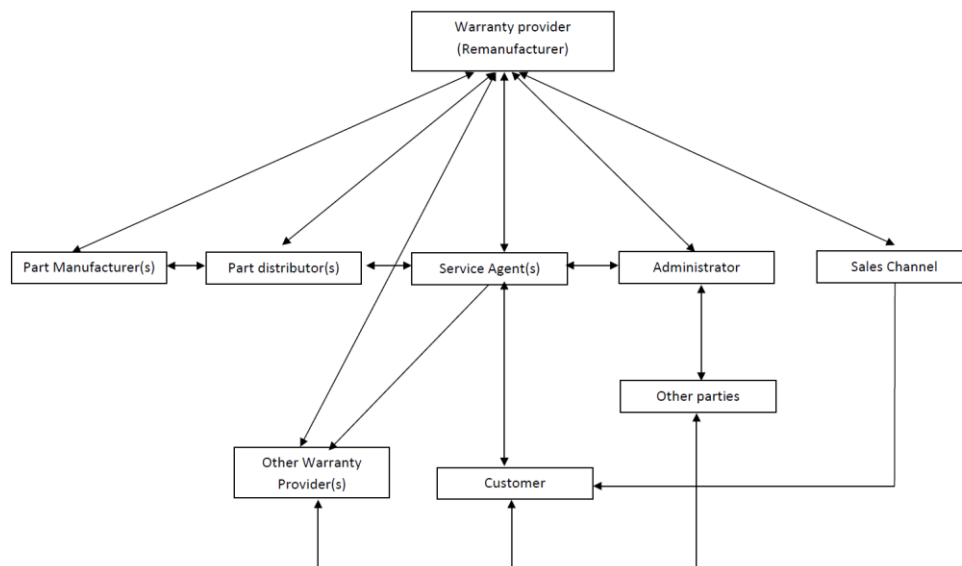 Warranty provider
(Remanufacturer)
Part Manufacturer(s)
Part distributor(s)
Service Agent(s)
Administrator
Sales Channel
Other parties
Other Warranty
Provider(s)
Customer